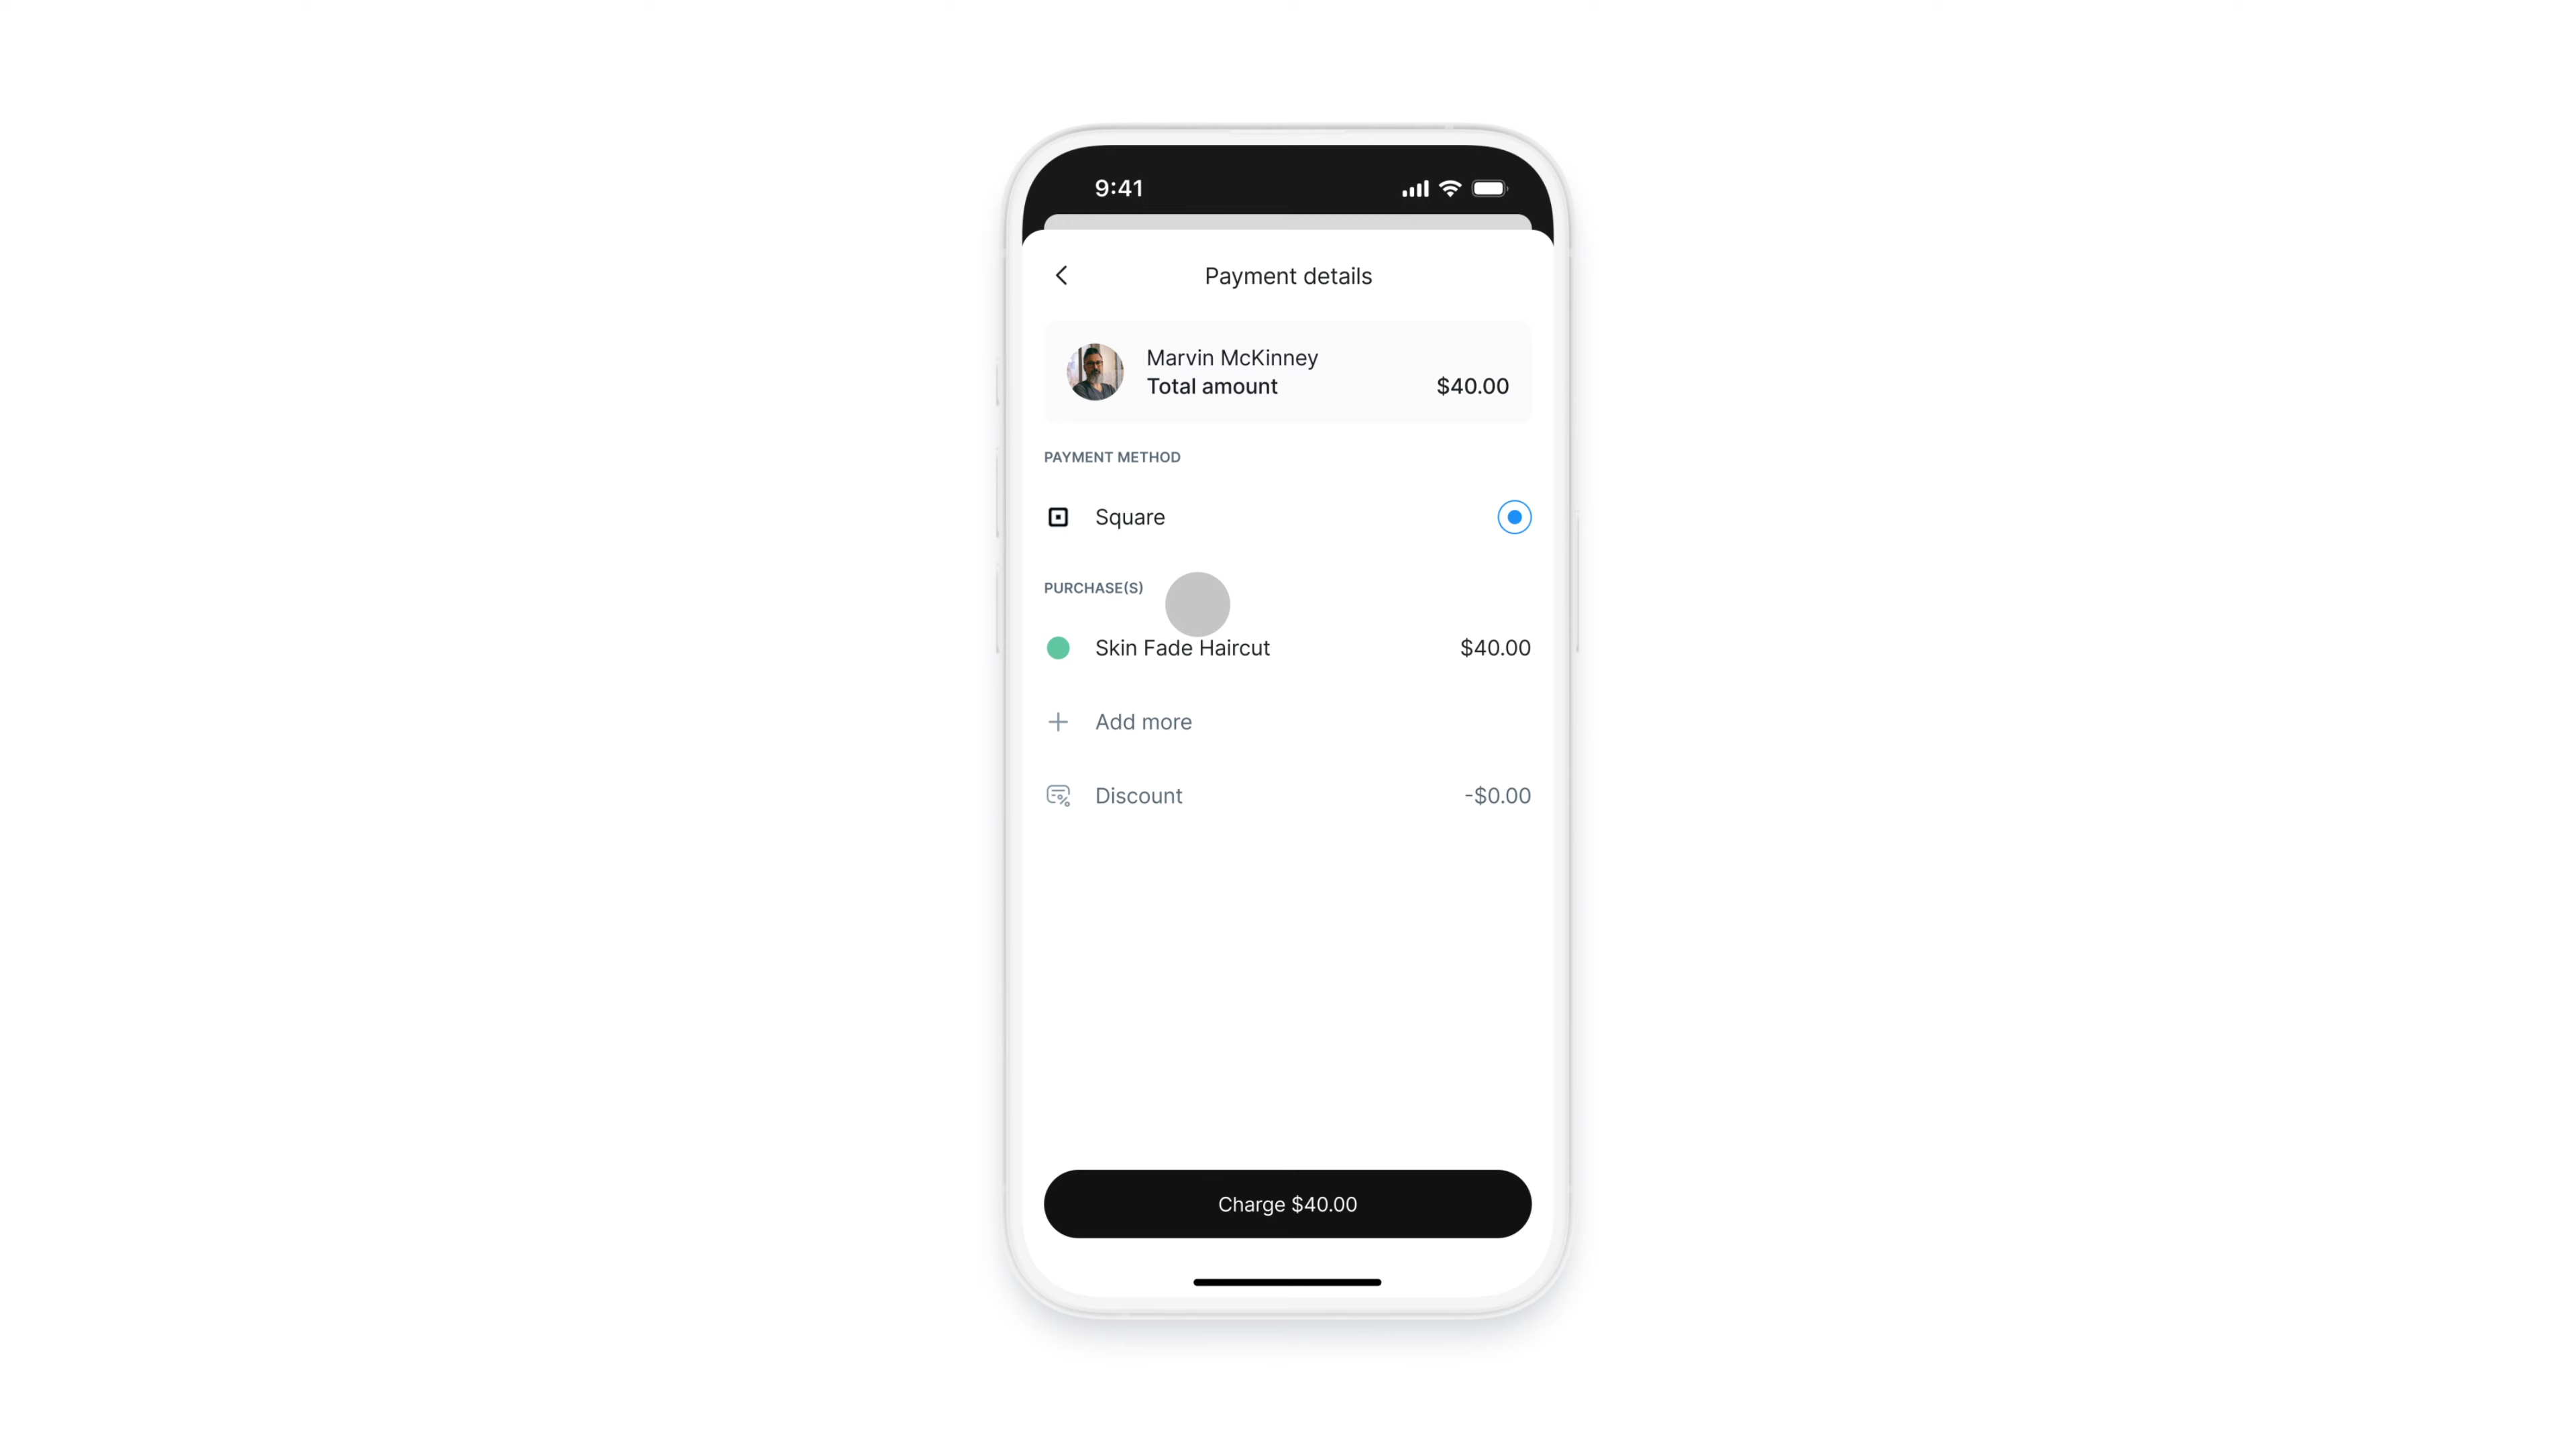 9:41
Payment details
Marvin McKinney
Total amount $40.00
PAYMENT METHOD
Square
PURCHASE(S)
Skin Fade Haircut $40.00
Add more
Discount -$0.00
Charge $40.00